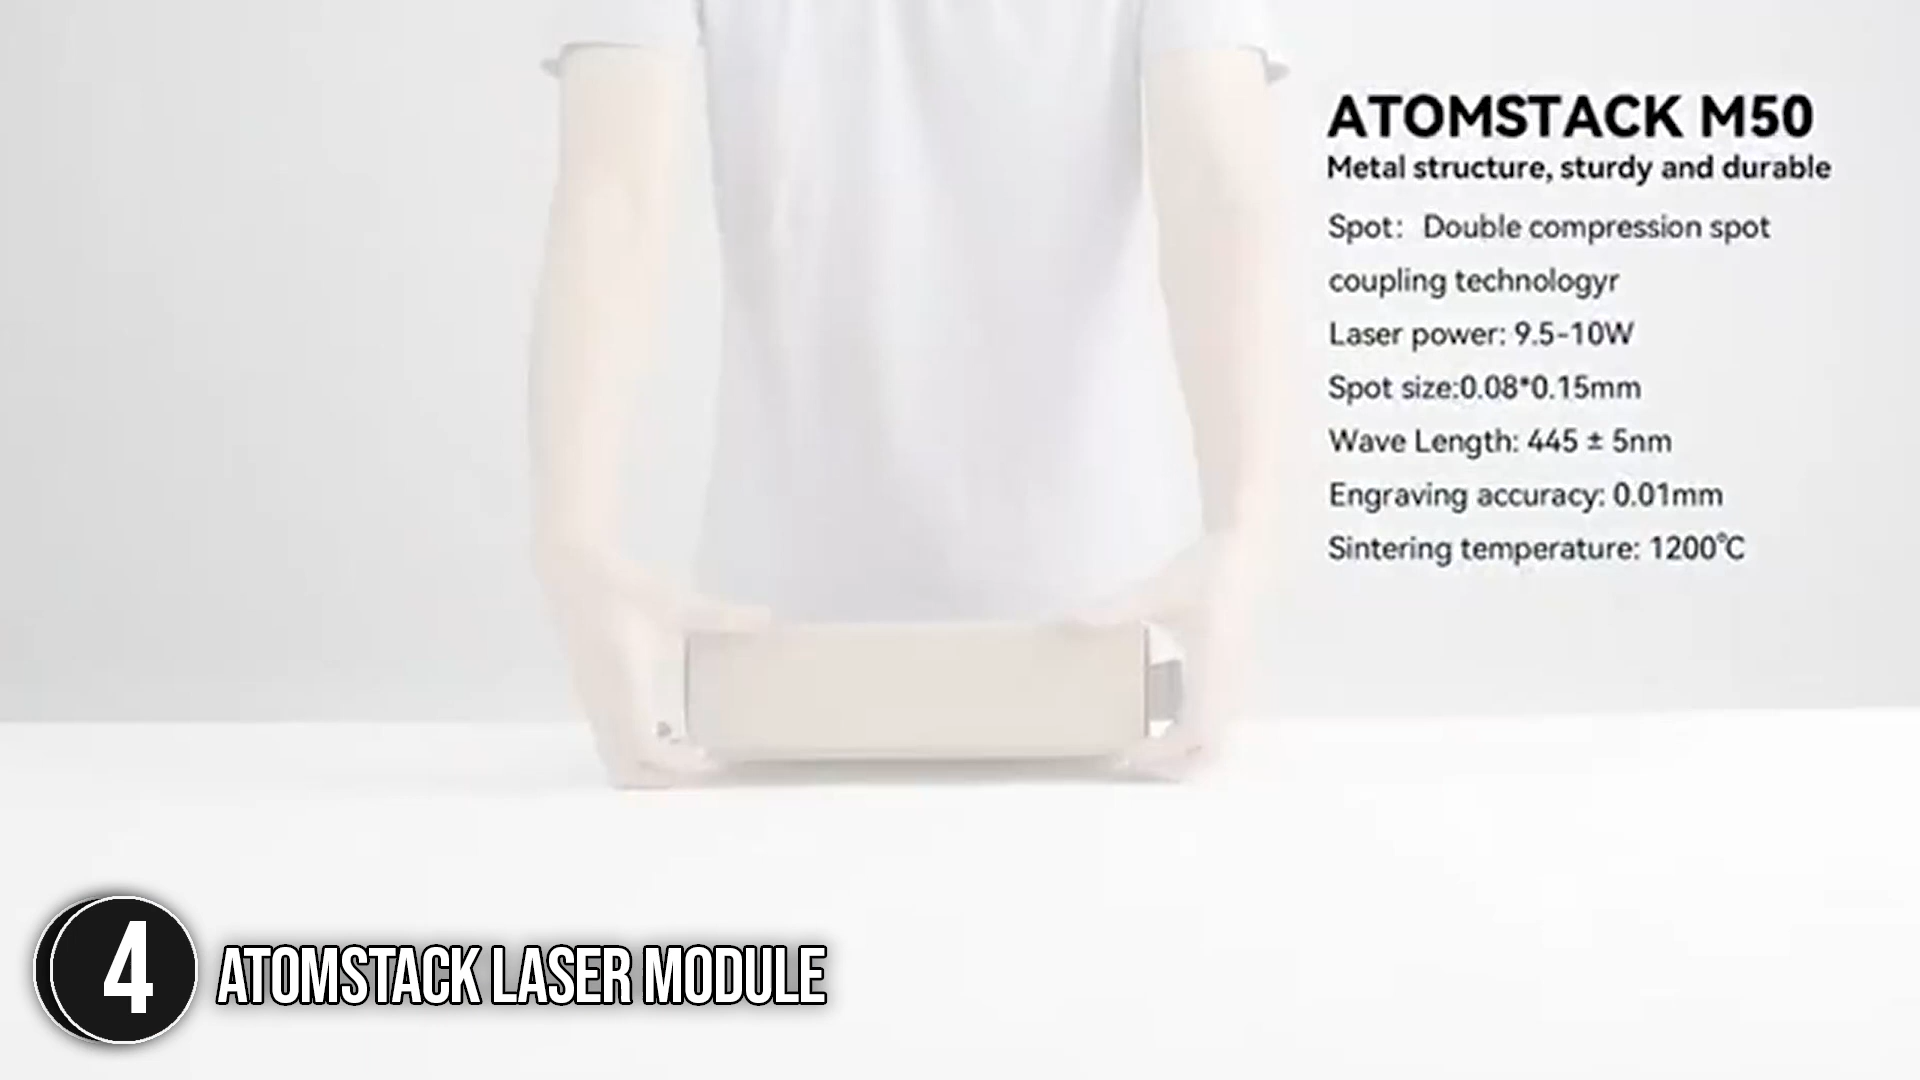 ATOMSTACK M50
Metal structure, sturdy and durable
Spot: Double compression spot
coupling technologyr
Laser power: 9.5-10W
Spot size:0.08*0.15mm
Wave Length: 445 ± 5nm
Engraving accuracy: 0.01mm
Sintering temperature: 1200℃
4 ATOMSTACK LASER MODULE